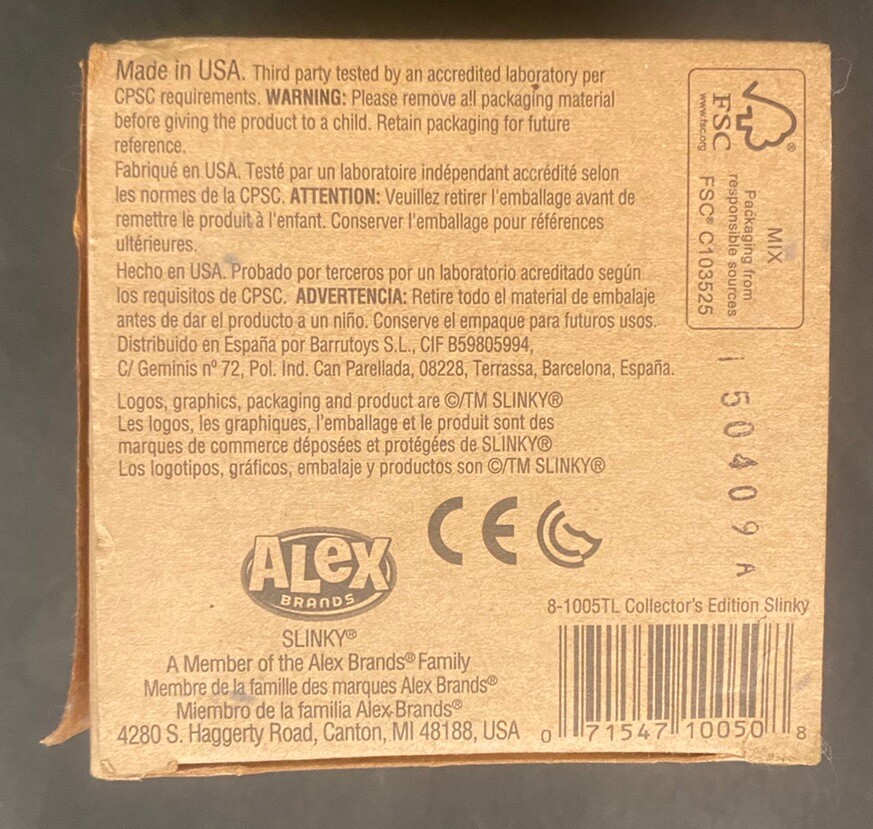 Made in USA. Third party tested by an accredited laboratory per
CPSC requirements. WARNING: Please remove all packaging material
before giving the product to a child. Retain packaging for future
reference.
Fabriqué en USA. Testé par un laboratoire indépendant accrédité selon
les normes de la CPSC. ATTENTION: Veuillez retirer l'emballage avant de
remettre le produit à l'enfant. Conserver l'emballage pour références
ultérieures.
Hecho en USA. Probado por terceros por un laboratorio acreditado según
los requisitos de CPSC. ADVERTENCIA: Retire todo el material de embalaje
antes de dar el producto a un niño. Conserve el empaque para futuros usos.
Distribuido en España por Barrutoys S.L., CIF B59805994,
C/ Geminis nº 72, Pol. Ind. Can Parellada, 08228, Terrassa, Barcelona, España.
Logos, graphics, packaging and product are ©/TM SLINKY®
Les logos, les graphiques, l'emballage et le produit sont des
marques de commerce déposées et protégées de SLINKY®
Los logotipos, gráficos, embalaje y productos son ©/TM SLINKY®
®
FSC
www.fsc.org
MIX
Packaging from
responsible sources
FSC® C103525
150409A
CE
ALEX
BRANDS
SLINKY®
A Member of the Alex Brands® Family
Membre de la famille des marques Alex Brands®
Miembro de la familia Alex Brands®
4280 S. Haggerty Road, Canton, MI 48188, USA
8-1005TL Collector's Edition Slinky
0 71547 10050 8